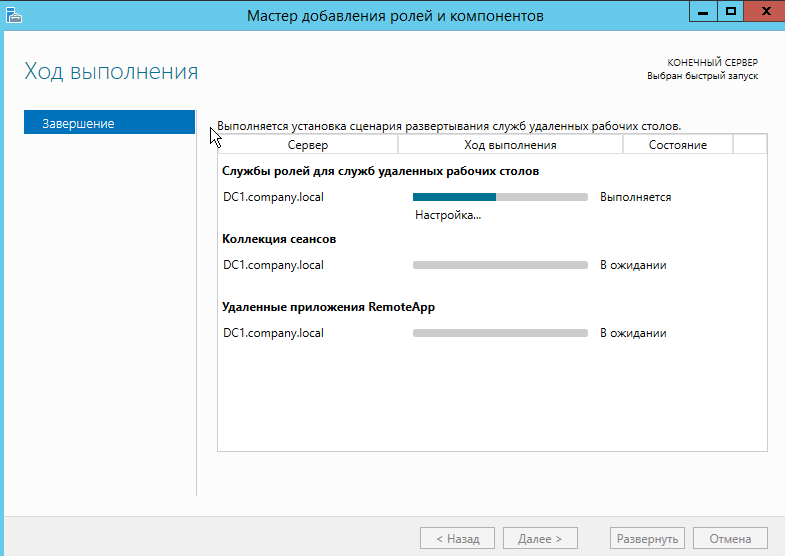 Мастер добавления ролей и компонентов
Ход выполнения
КОНЕЧНЫЙ СЕРВЕР
Выбран быстрый запуск
Завершение
Выполняется установка сценария развертывания служб удаленных рабочих столов.
Сервер Ход выполнения Состояние
Службы ролей для служб удаленных рабочих столов
DC1.company.local Выполняется
Настройка...
Коллекция сеансов
DC1.company.local В ожидании
Удаленные приложения RemoteApp
DC1.company.local В ожидании
< Назад Далее > Развернуть Отмена